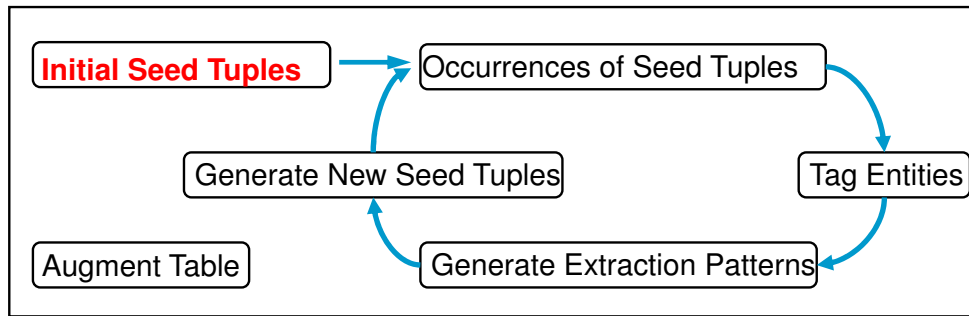 Initial Seed Tuples
Occurrences of Seed Tuples
Generate New Seed Tuples
Tag Entities
Augment Table
Generate Extraction Patterns